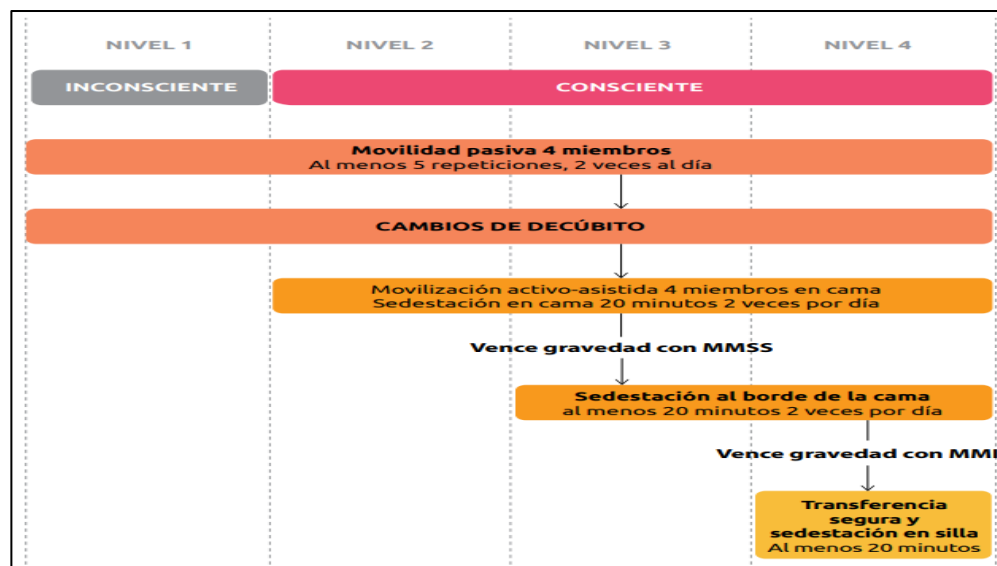 NIVEL 1 NIVEL 2 NIVEL 3 NIVEL 4
INCONSCIENTE CONSCIENTE
Movilidad pasiva 4 miembros
Al menos 5 repeticiones, 2 veces al día
CAMBIOS DE DECÚBITO
Movilización activo-asistida 4 miembros en cama
Sedestación en cama 20 minutos 2 veces por día
Vence gravedad con MMSS
Sedestación al borde de la cama
al menos 20 minutos 2 veces por día
Vence gravedad con
Transferencia
segura y
sedestación en silla
Al menos 20 minutos